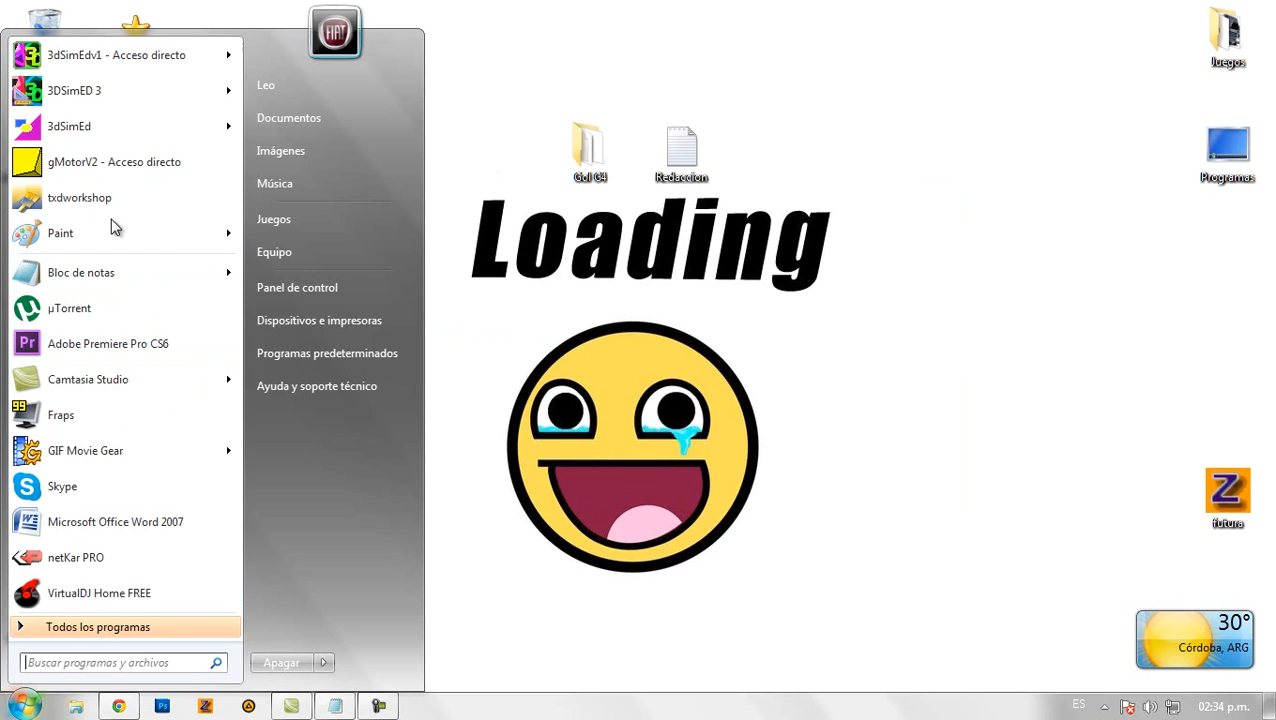 3dSimEdv1 - Acceso directo
3DSimED 3
3dSimEd
gMotorV2 - Acceso directo
txdworkshop
Paint
Bloc de notas
µTorrent
Adobe Premiere Pro CS6
Camtasia Studio
99
Fraps
GIF Movie Gear
Skype
Microsoft Office Word 2007
netKar PRO
VirtualDJ Home FREE
Todos los programas
Buscar programas y archivos
FIAT
Leo
Documentos
Imágenes
Música
Juegos
Equipo
Panel de control
Dispositivos e impresoras
Programas predeterminados
Ayuda y soporte técnico
Apagar
Gol G4
Redaccion
Loading
Juegos
Programas
futura
30°
Córdoba, ARG
ES
02:34 p.m.